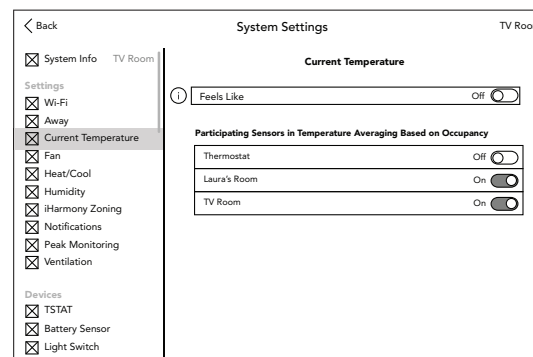 Back
System Settings
TV Roo
System Info TV Room
Settings
Wi-Fi
Away
Current Temperature
Fan
Heat/Cool
Humidity
iHarmony Zoning
Notifications
Peak Monitoring
Ventilation
Devices
TSTAT
Battery Sensor
Light Switch
Current Temperature
i
Feels Like Off
Participating Sensors in Temperature Averaging Based on Occupancy
Thermostat Off
Laura's Room On
TV Room On